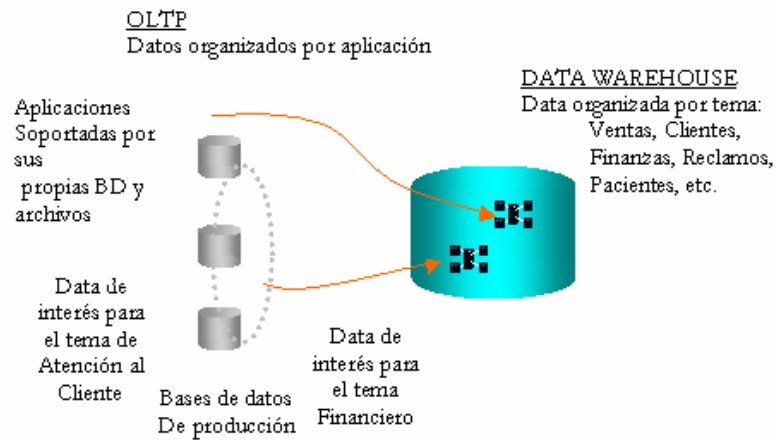 OLTP
Datos organizados por aplicación
DATA WAREHOUSE
Data organizada por tema:
Ventas, Clientes,
Finanzas, Reclamos,
Pacientes, etc.
Aplicaciones
Soportadas por
sus
propias BD y
archivos
Data de
interés para
el tema de
Atención al
Cliente
Bases de datos
De producción
Data de
interés para
el tema
Financiero